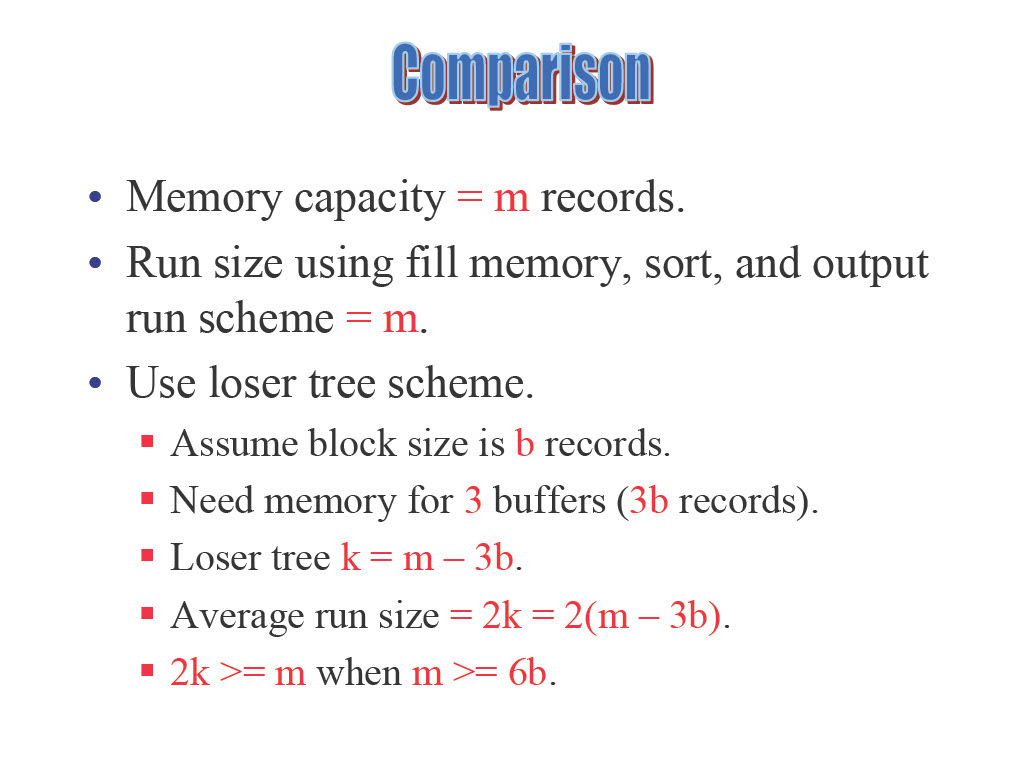 Comparison
• Memory capacity = m records.
• Run size using fill memory, sort, and output
run scheme = m.
• Use loser tree scheme.
▪ Assume block size is b records.
▪ Need memory for 3 buffers (3b records).
▪ Loser tree k = m – 3b.
▪ Average run size = 2k = 2(m – 3b).
▪ 2k >= m when m >= 6b.